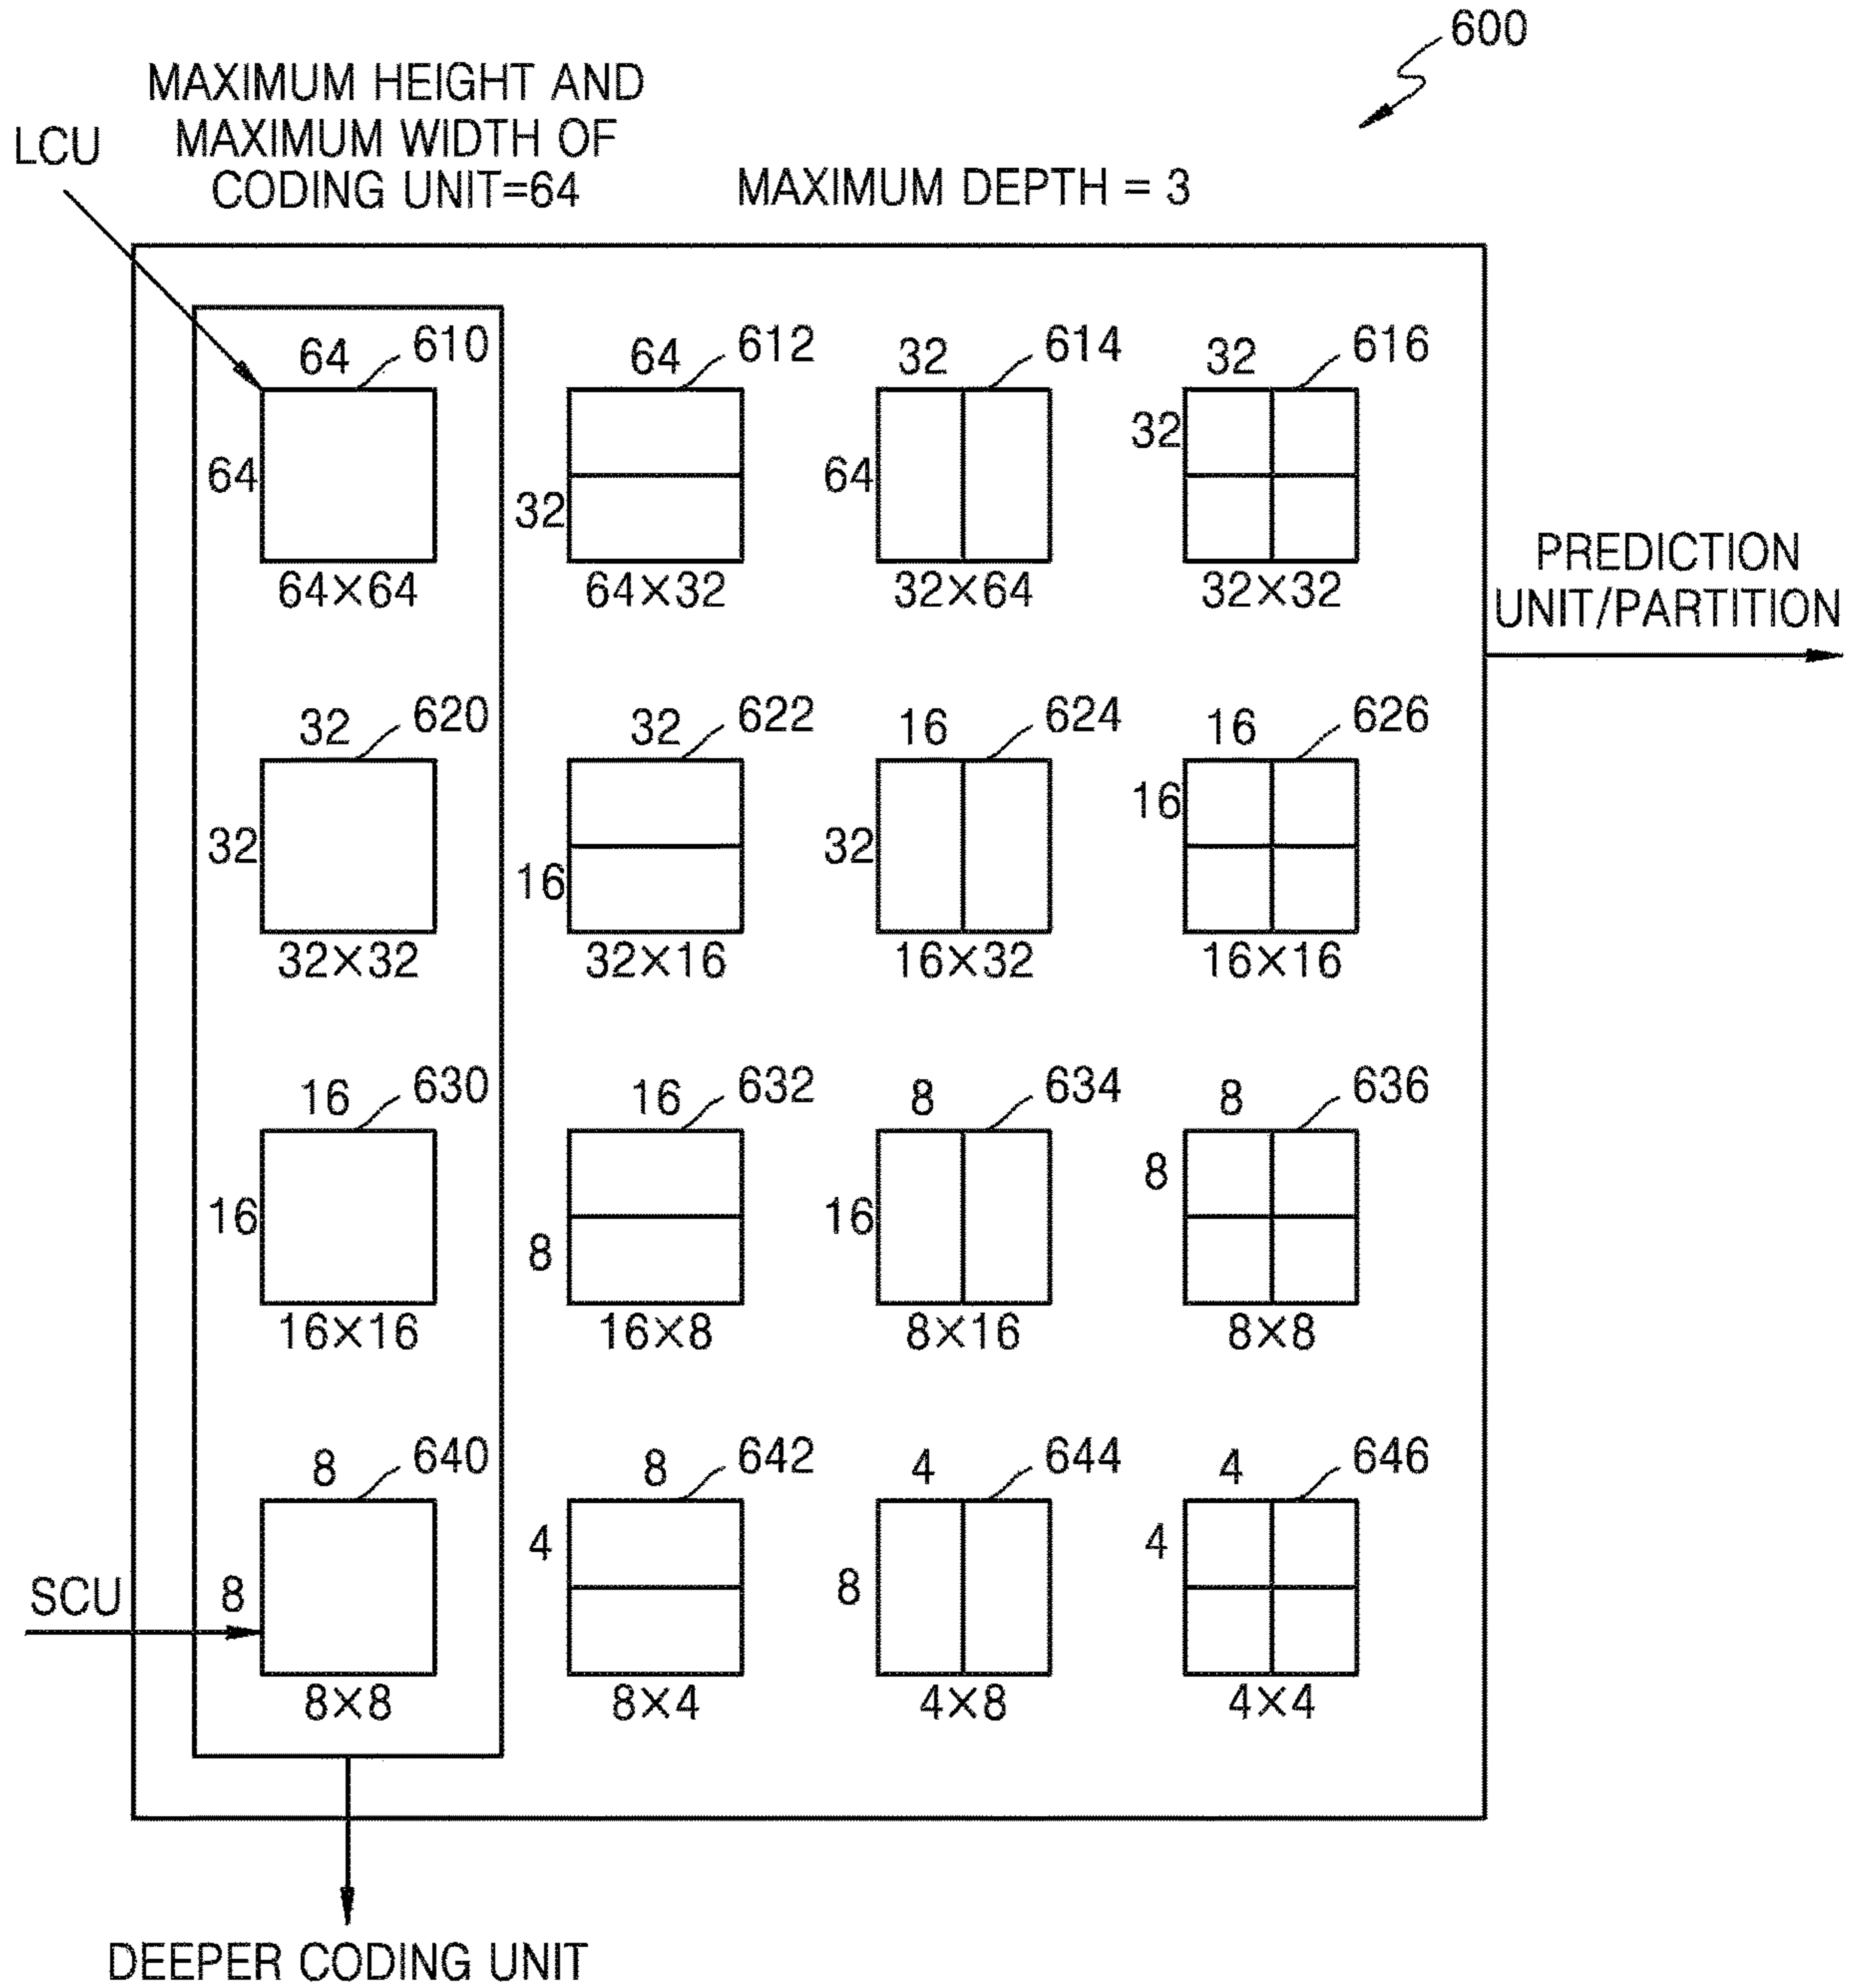 600
MAXIMUM HEIGHT AND
MAXIMUM WIDTH OF
CODING UNIT=64
LCU
MAXIMUM DEPTH = 3
64 610 64 612 32 614 32 616
64 32 64 32
64×64 64×32 32×64 32×32
PREDICTION
UNIT/PARTITION
32 620 32 622 16 624 16 626
32 16 32 16
32×32 32×16 16×32 16×16
16 630 16 632 8 634 8 636
16 8 16 8
16×16 16×8 8×16 8×8
8 640 8 642 4 644 4 646
SCU 8 4 8 4
8×8 8×4 4×8 4×4
DEEPER CODING UNIT